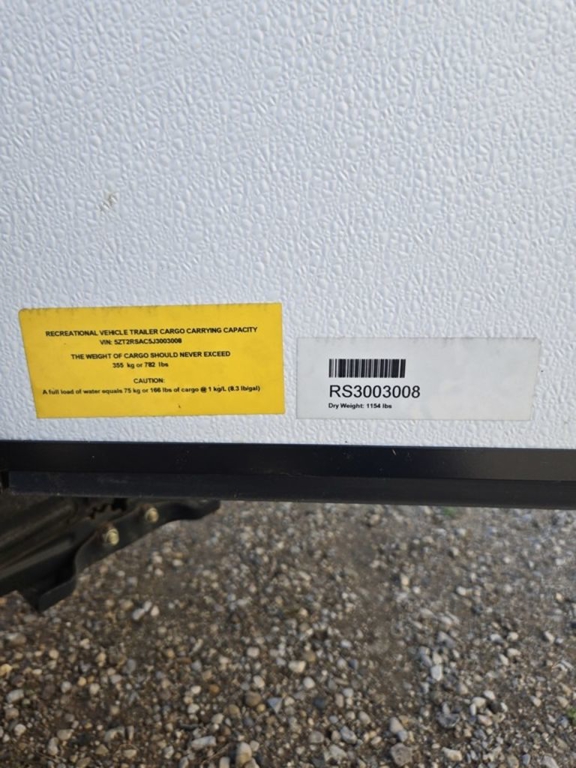 RECREATIONAL VEHICLE TRAILER CARGO CARRYING CAPACITY
VIN: 5ZT2RSAC5J3003008
THE WEIGHT OF CARGO SHOULD NEVER EXCEED
355 kg or 782 lbs
CAUTION:
A full load of water equals 75 kg or 166 lbs of cargo @ 1 kg/L (8.3 lb/gal)
RS3003008
Dry Weight: 1154 lbs